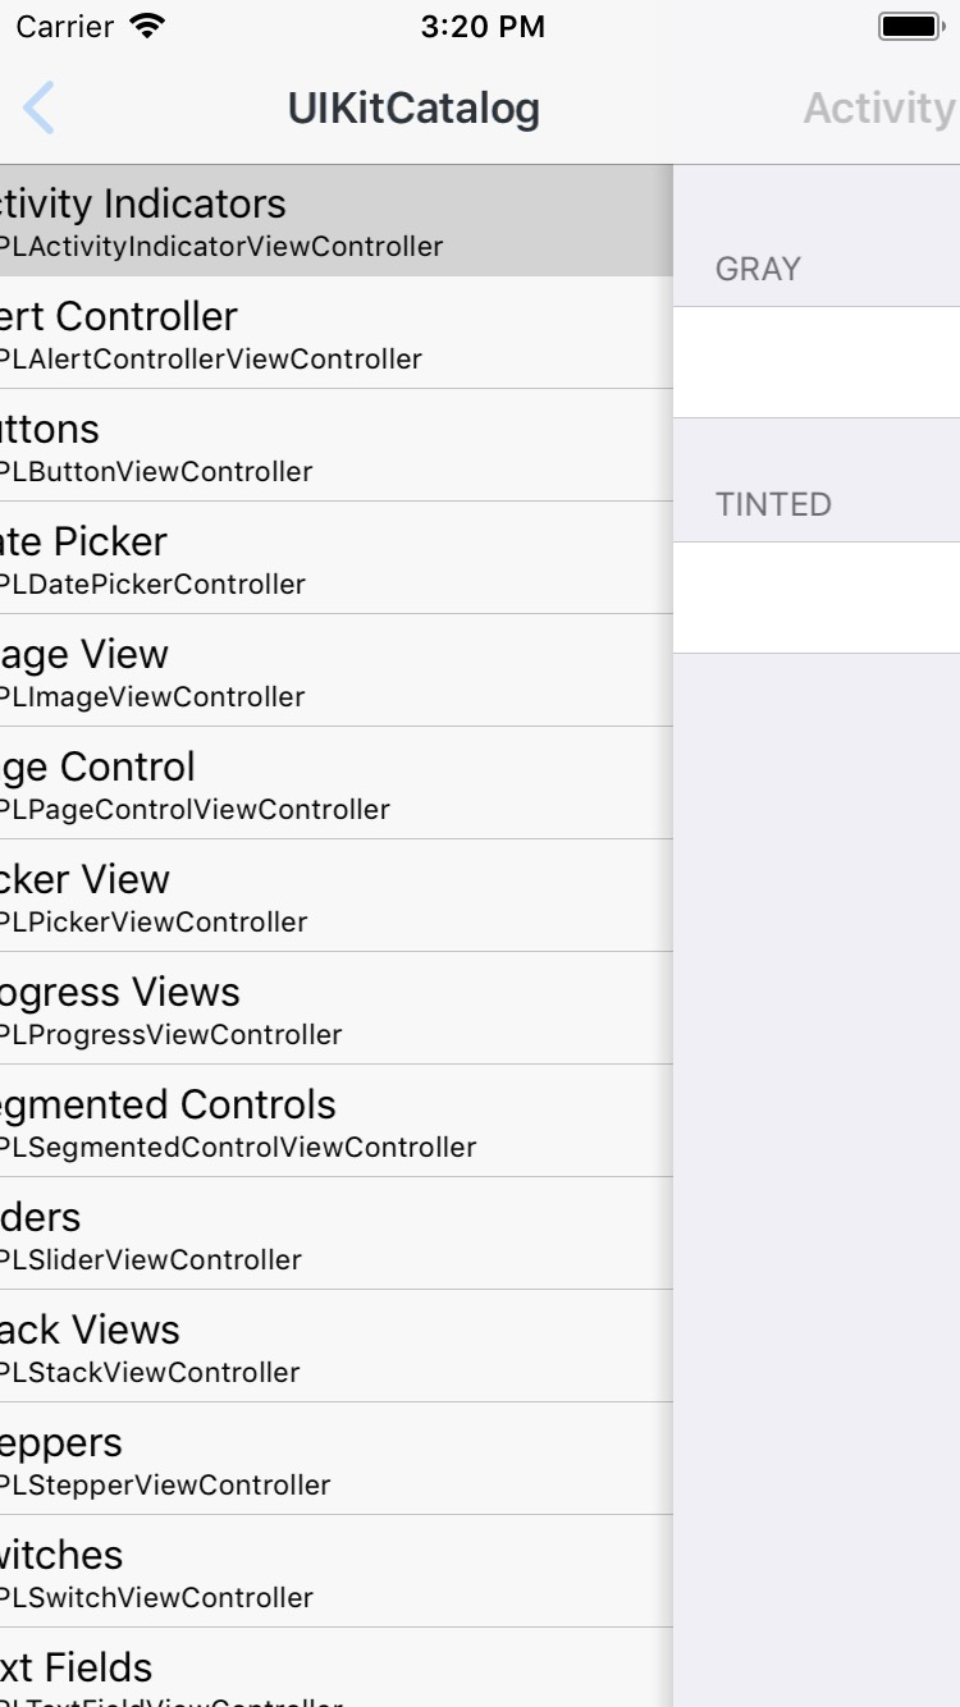 Carrier 3:20 PM
UIKitCatalog Activity
ctivity Indicators
PLActivityIndicatorViewController
GRAY
ert Controller
PLAlertControllerViewController
uttons
PLButtonViewController
TINTED
ate Picker
PLDatePickerController
age View
PLImageViewController
ge Control
PLPageControlViewController
cker View
PLPickerViewController
ogress Views
PLProgressViewController
egmented Controls
PLSegmentedControlViewController
ders
PLSliderViewController
ack Views
PLStackViewController
eppers
PLStepperViewController
witches
PLSwitchViewController
xt Fields
PLTextFieldViewController